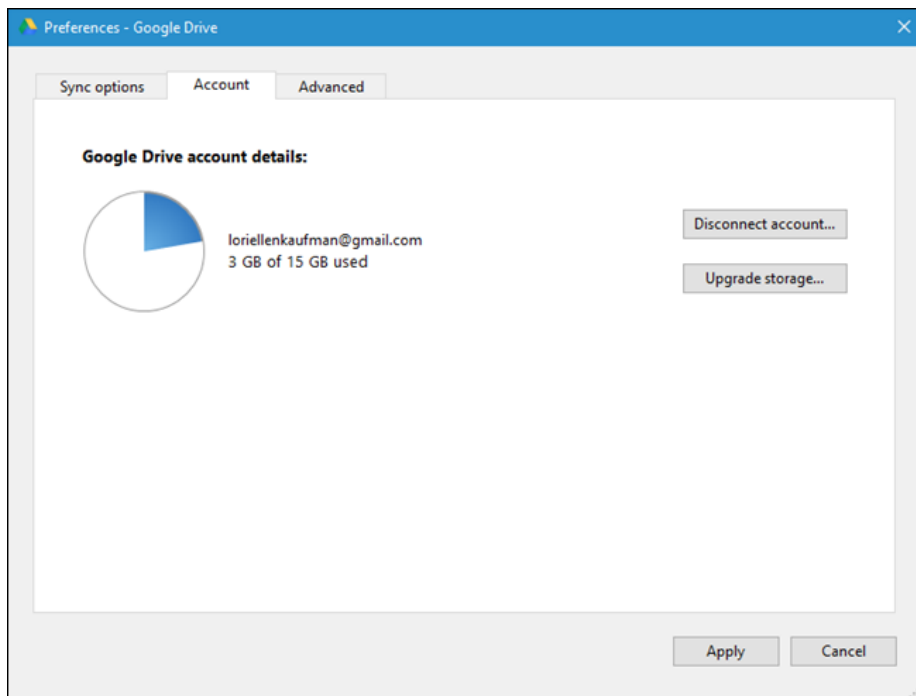 Preferences - Google Drive
Sync options
Account
Advanced
Google Drive account details:
loriellenkaufman@gmail.com
3 GB of 15 GB used
Disconnect account...
Upgrade storage...
Apply
Cancel